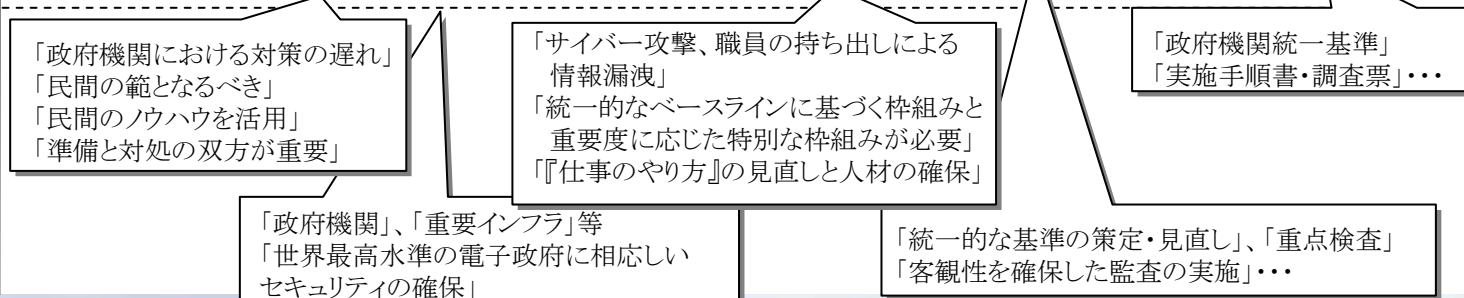 「政府機関における対策の遅れ」
「民間の範となるべき」
「民間のノウハウを活用」
「準備と対処の双方が重要」
「サイバー攻撃、職員の持ち出しによる
情報漏洩」
「統一的なベースラインに基づく枠組みと
重要度に応じた特別な枠組みが必要」
「『仕事のやり方』の見直しと人材の確保」
「政府機関統一基準」
「実施手順書・調査票」・・・
「政府機関」、「重要インフラ」等
「世界最高水準の電子政府に相応しい
セキュリティの確保」
「統一的な基準の策定・見直し」、「重点検査」
「客観性を確保した監査の実施」・・・